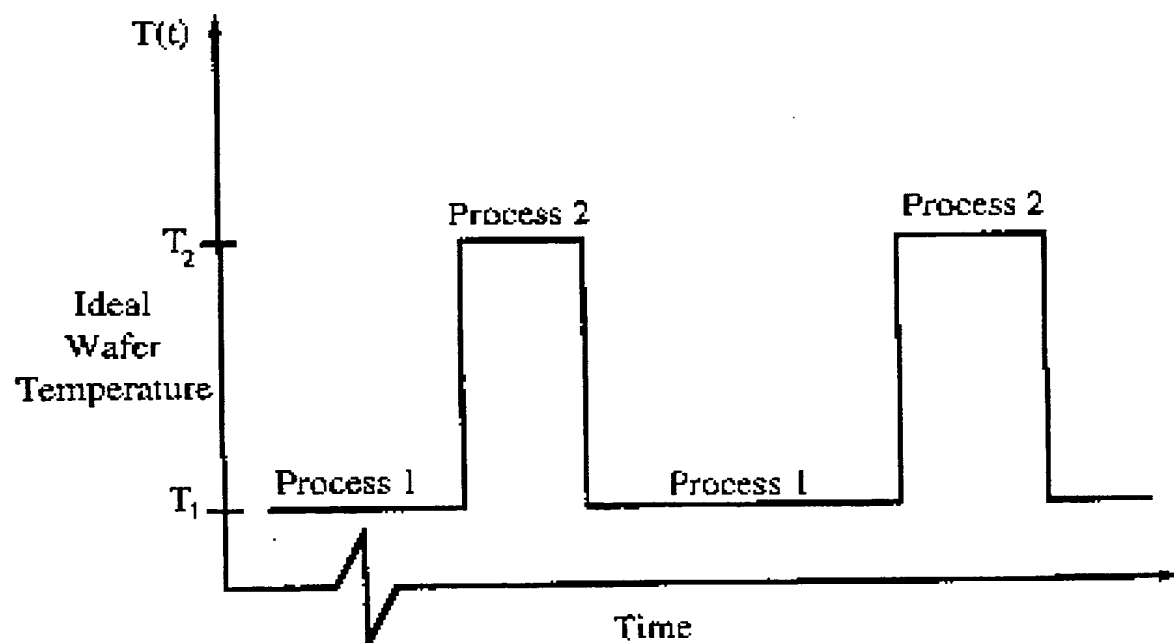 T(t)
Process 2
Process 2
T₂
Ideal
Wafer
Temperature
Process 1
Process 1
T₁
Time